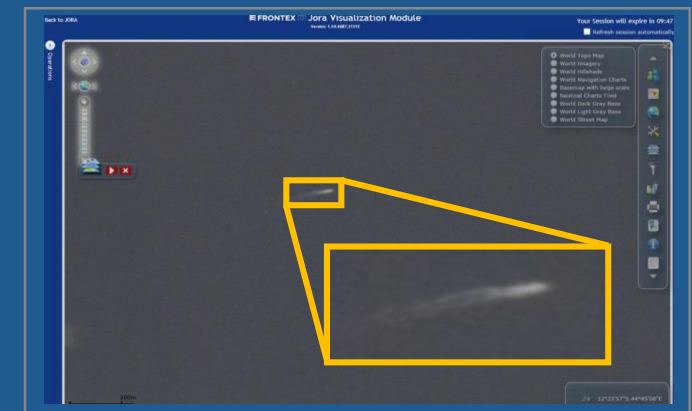 Back to JORA
FRONTEX Jora Visualization Module
Your Session will expire in 09:47
Refresh session automatically
Operations
World Topo Map
World Imagery
World Hillshade
World Navigation Charts
Basemap with large scale
Nautical Charts Tiled
World Dark Gray Base
World Light Gray Base
World Street Map
100m